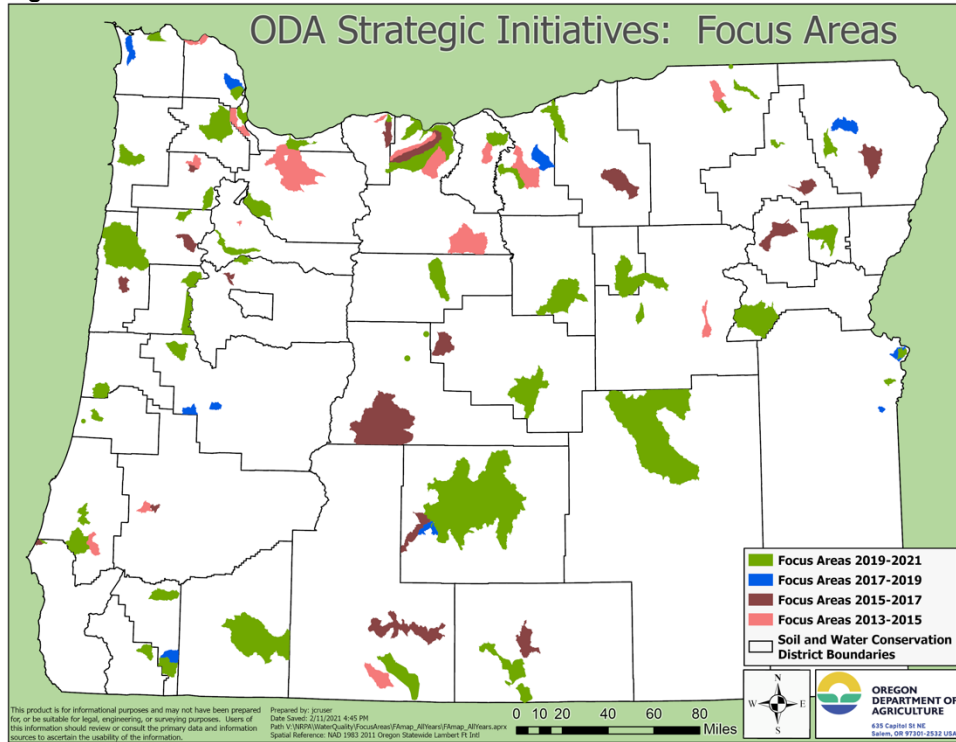 ODA Strategic Initiatives: Focus Areas
Focus Areas 2019-2021
Focus Areas 2017-2019
Focus Areas 2015-2017
Focus Areas 2013-2015
Soil and Water Conservation
District Boundaries
This product is for informational purposes and may not have been prepared
for, or be suitable for legal, engineering, or surveying purposes. Users of
this information should review or consult the primary data and information
sources to ascertain the usability of the information.
Prepared by: jcruser
Date Saved: 2/11/2021 4:45 PM
Path V:\NRPA\WaterQuality\FocusAreas\FAmap_AllYears\FAmap_AllYears.aprx
Spatial Reference: NAD 1983 2011 Oregon Statewide Lambert Ft Intl
0 10 20 40 60 80
Miles
N
W E
S
OREGON
DEPARTMENT OF
AGRICULTURE
635 Capitol St NE
Salem, OR 97301-2532 USA